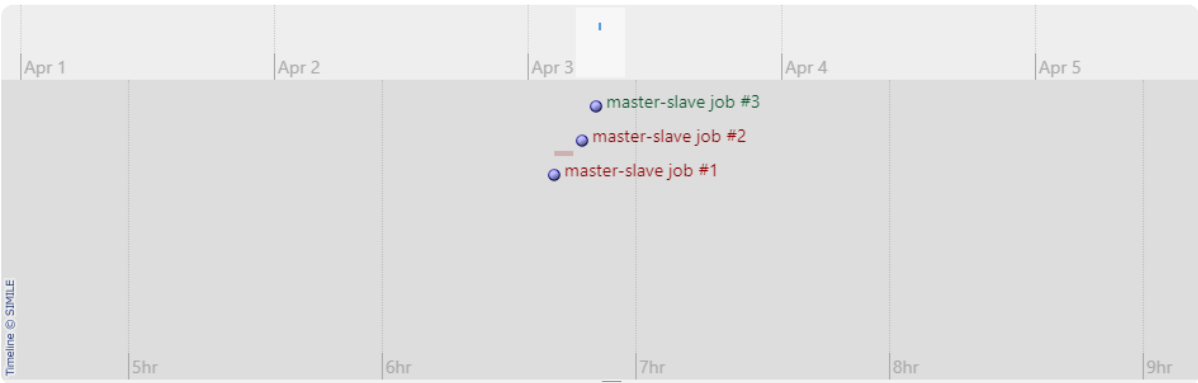 Apr 1
Apr 2
Apr 3
Apr 4
Apr 5
master-slave job #3
master-slave job #2
master-slave job #1
Timeline © SIMILE
5hr
6hr
7hr
8hr
9hr